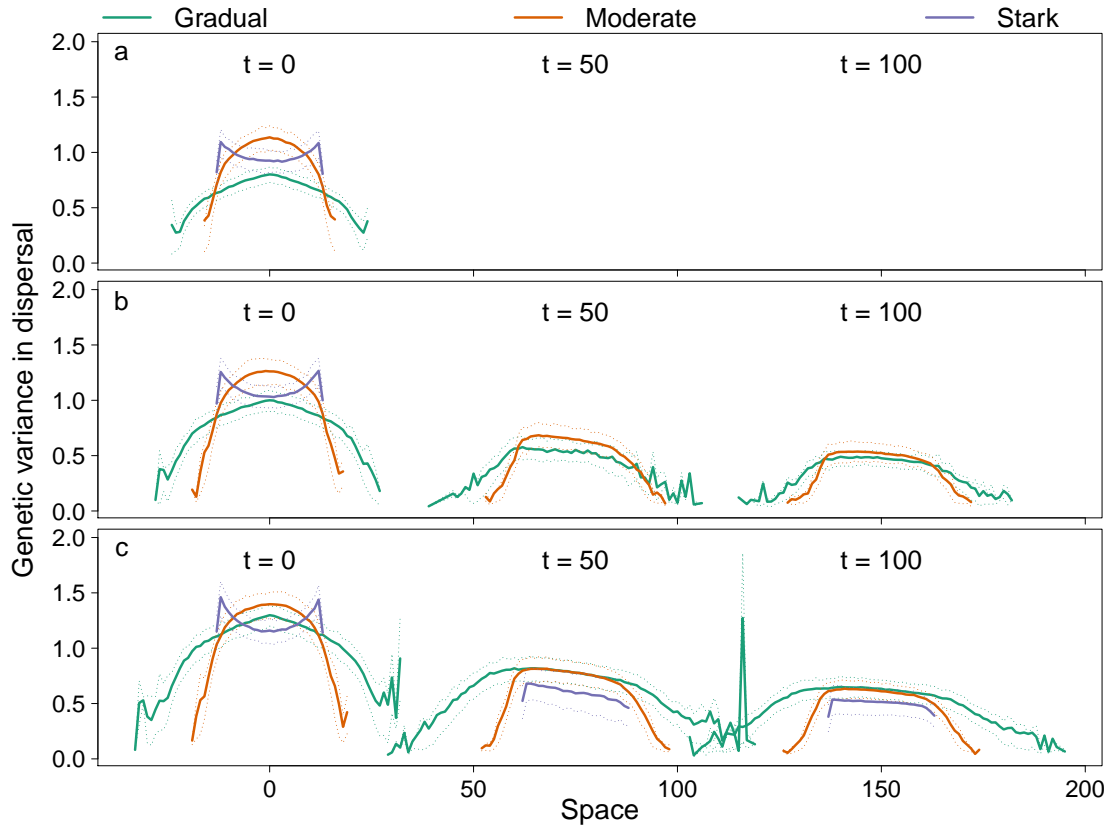 Gradual Moderate Stark
a
t = 0 t = 50 t = 100
2.0
1.5
1.0
0.5
0.0
b
t = 0 t = 50 t = 100
2.0
1.5
1.0
0.5
0.0
c
t = 0 t = 50 t = 100
2.0
1.5
1.0
0.5
0.0
0 50 100 150 200
Space
Genetic variance in dispersal